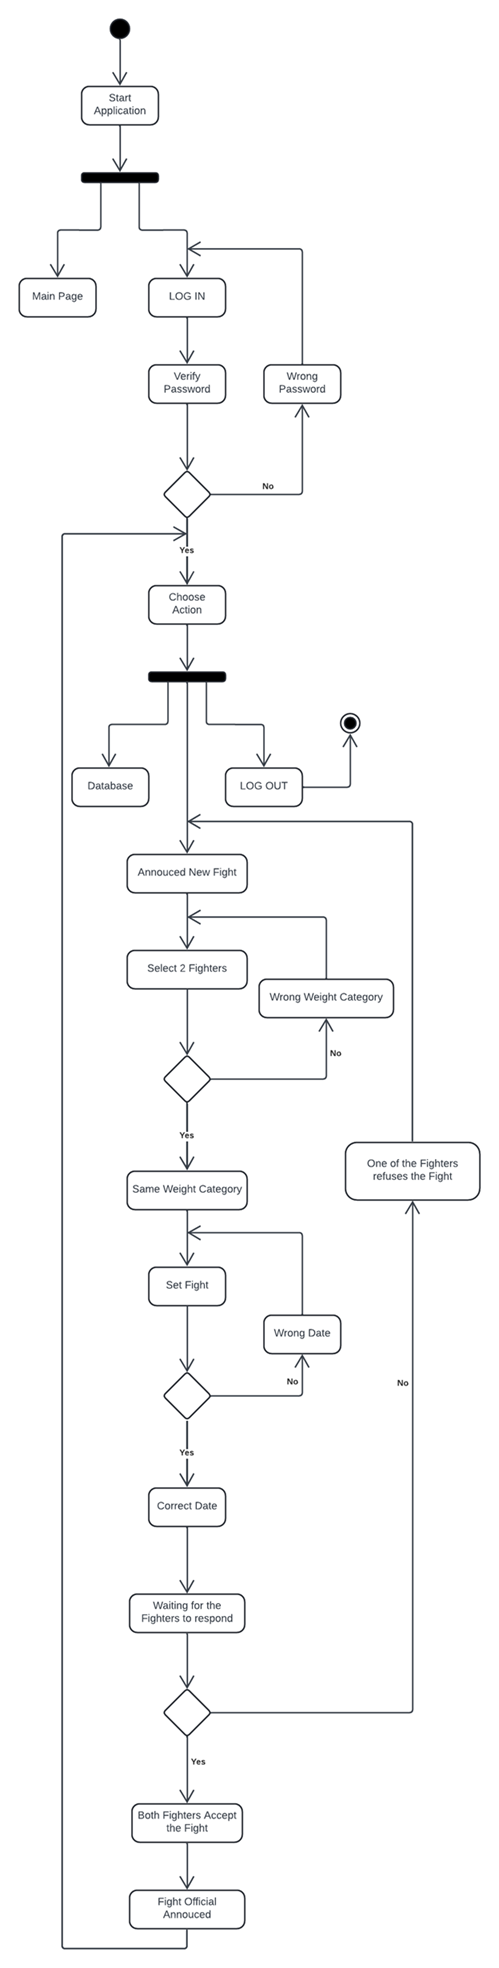 Start
Application
Main Page
LOG IN
Verify
Password
Wrong
Password
No
Yes
Choose
Action
Database
LOG OUT
Annouced New Fight
Select 2 Fighters
Wrong Weight Category
No
Yes
Same Weight Category
One of the Fighters
refuses the Fight
Set Fight
Wrong Date
No
No
Yes
Correct Date
Waiting for the
Fighters to respond
Yes
Both Fighters Accept
the Fight
Fight Official
Annouced